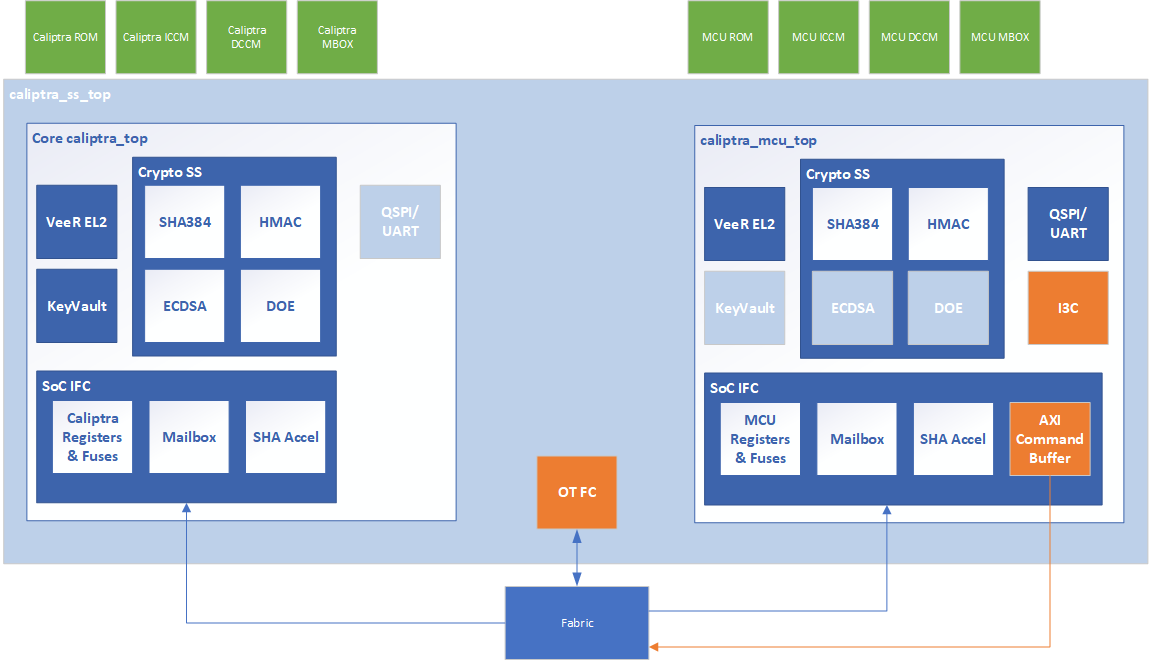 Caliptra ROM
Caliptra ICCM
Caliptra
DCCM
Caliptra
MBOX
MCU ROM
MCU ICCM
MCU DCCM
MCU MBOX
caliptra_ss_top
Core caliptra_top
Crypto SS
VeeR EL2
SHA384
HMAC
QSPI/
UART
KeyVault
ECDSA
DOE
SoC IFC
Caliptra
Registers
& Fuses
Mailbox
SHA Accel
OT FC
caliptra_mcu_top
Crypto SS
VeeR EL2
SHA384
HMAC
QSPI/
UART
KeyVault
ECDSA
DOE
I3C
SoC IFC
MCU
Registers
& Fuses
Mailbox
SHA Accel
AXI
Command
Buffer
Fabric